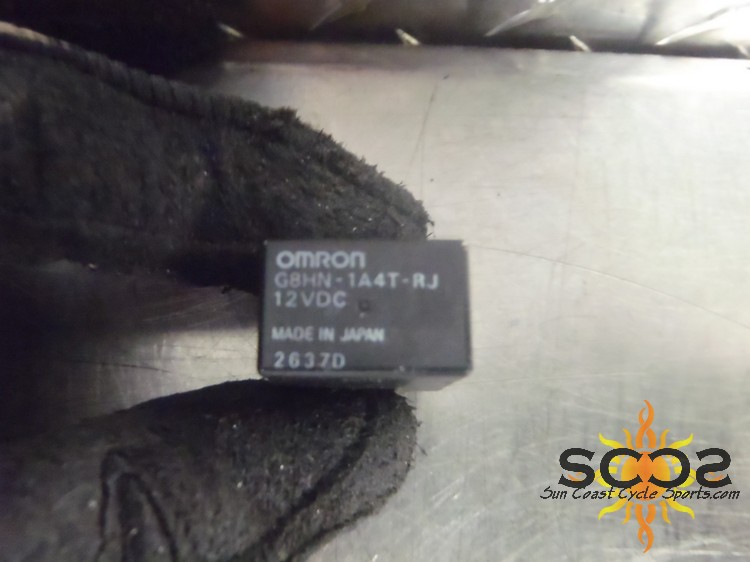 OMRON
G8HN-1A4T-RJ
12VDC
MADE IN JAPAN
2637D
SCCS
Sun Coast Cycle Sports.com